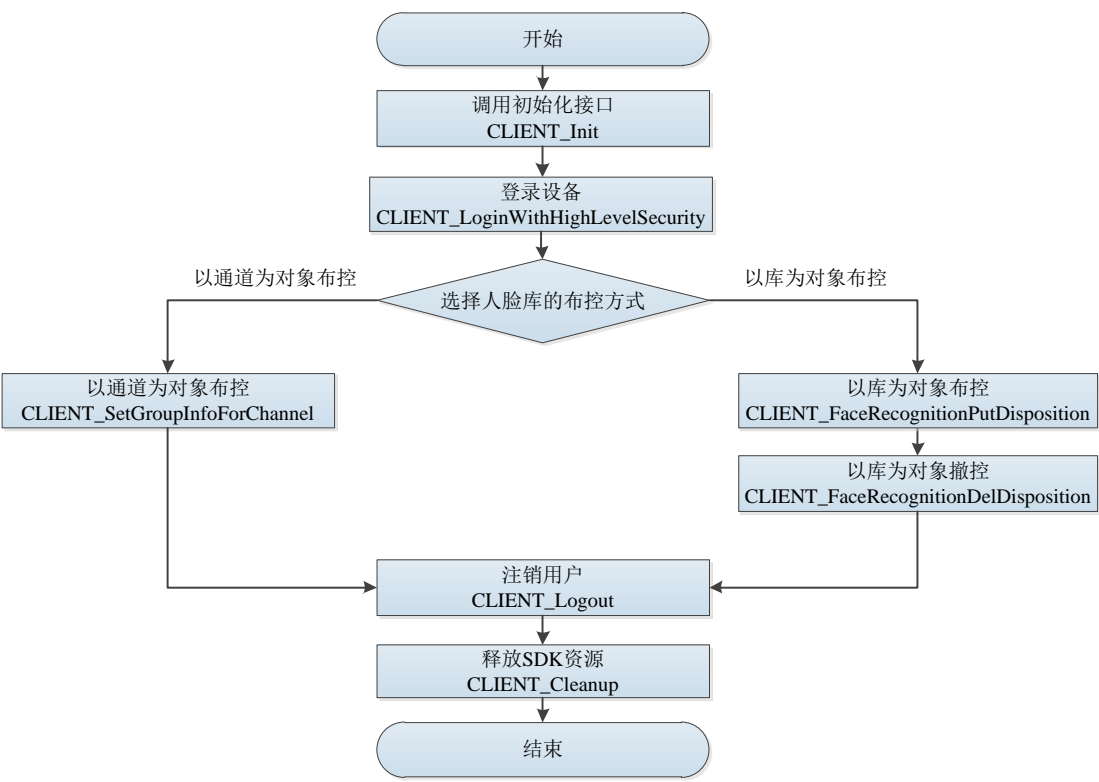 开始
调用初始化接口
CLIENT_Init
登录设备
CLIENT_LoginWithHighLevelSecurity
以通道为对象布控
以库为对象布控
选择人脸库的布控方式
以通道为对象布控
CLIENT_SetGroupInfoForChannel
以库为对象布控
CLIENT_FaceRecognitionPutDisposition
以库为对象撤控
CLIENT_FaceRecognitionDelDisposition
注销用户
CLIENT_Logout
释放SDK资源
CLIENT_Cleanup
结束